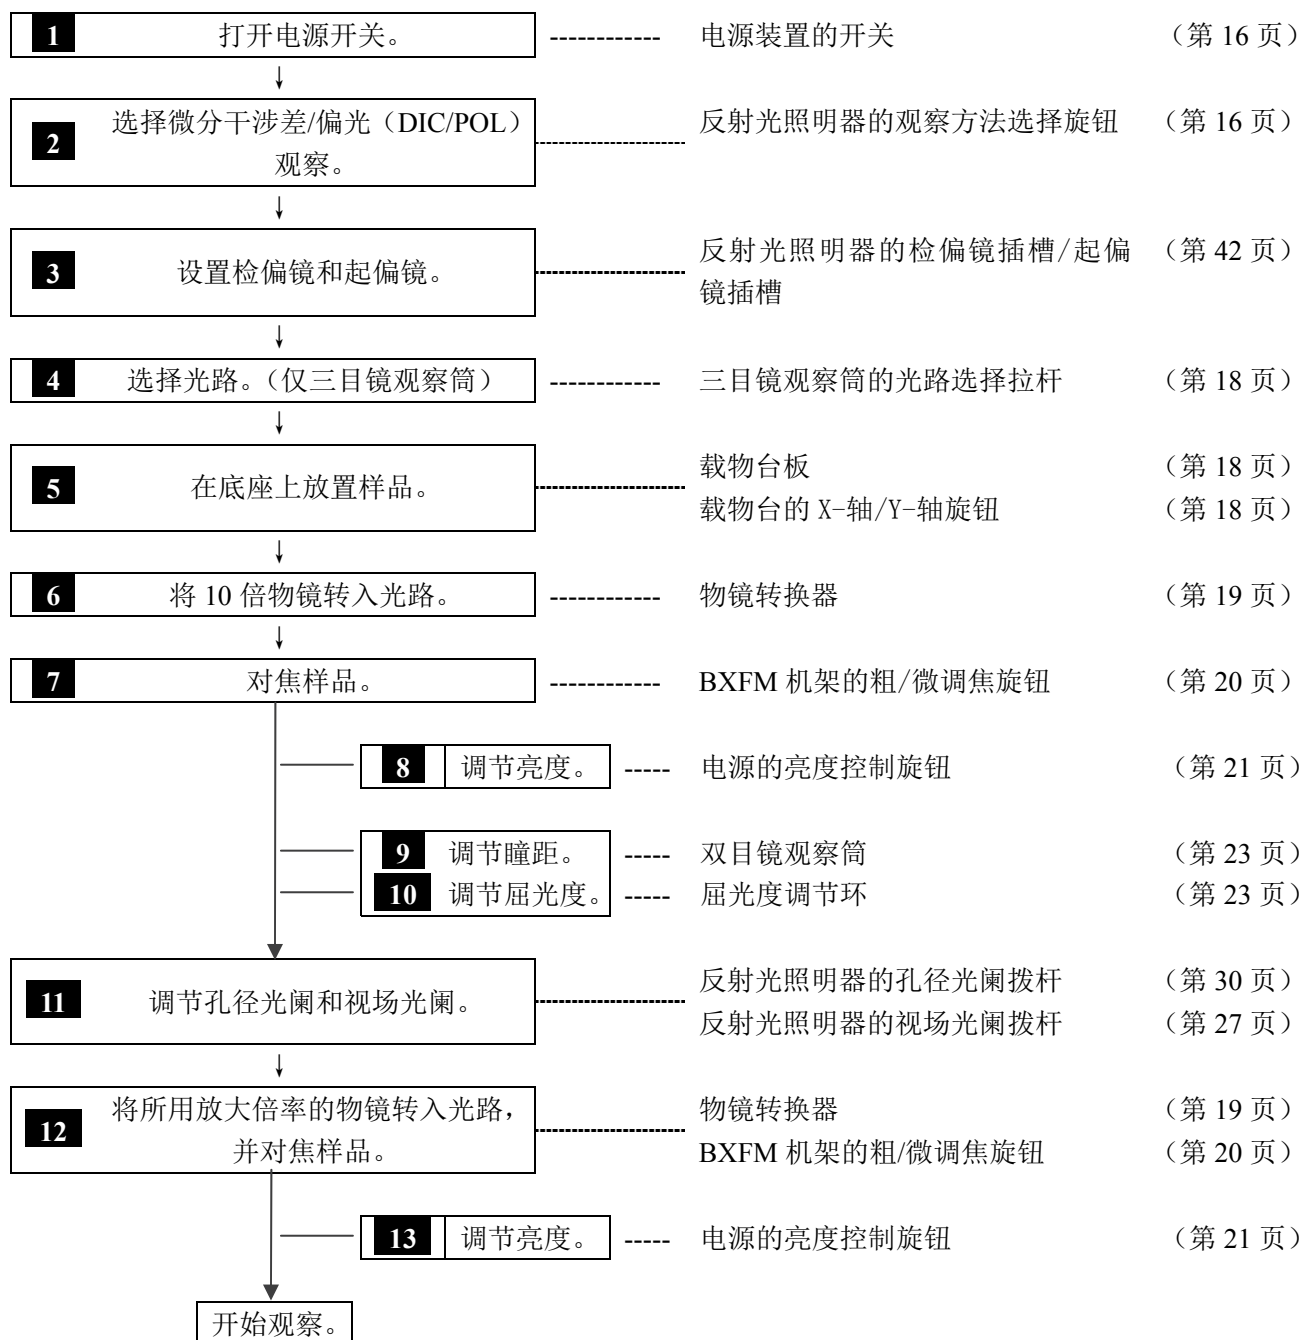 1 打开电源开关。 ------------ 电源装置的开关 （第 16 页）
↓
2 选择微分干涉差/偏光（DIC/POL） 反射光照明器的观察方法选择旋钮 （第 16 页）
观察。
↓
3 设置检偏镜和起偏镜。 反射光照明器的检偏镜插槽/起偏 （第 42 页）
镜插槽
↓
4 选择光路。（仅三目镜观察筒） ------------ 三目镜观察筒的光路选择拉杆 （第 18 页）
↓
5 在底座上放置样品。 载物台板 （第 18 页）
载物台的 X-轴/Y-轴旋钮 （第 18 页）
↓
6 将 10 倍物镜转入光路。 ------------ 物镜转换器 （第 19 页）
↓
7 对焦样品。 ------------ BXFM 机架的粗/微调焦旋钮 （第 20 页）
8 调节亮度。 ----- 电源的亮度控制旋钮 （第 21 页）
9 调节瞳距。 ----- 双目镜观察筒 （第 23 页）
10 调节屈光度。 ----- 屈光度调节环 （第 23 页）
11 调节孔径光阑和视场光阑。 反射光照明器的孔径光阑拨杆 （第 30 页）
反射光照明器的视场光阑拨杆 （第 27 页）
↓
12 将所用放大倍率的物镜转入光路， 物镜转换器 （第 19 页）
并对焦样品。 BXFM 机架的粗/微调焦旋钮 （第 20 页）
13 调节亮度。 ----- 电源的亮度控制旋钮 （第 21 页）
开始观察。